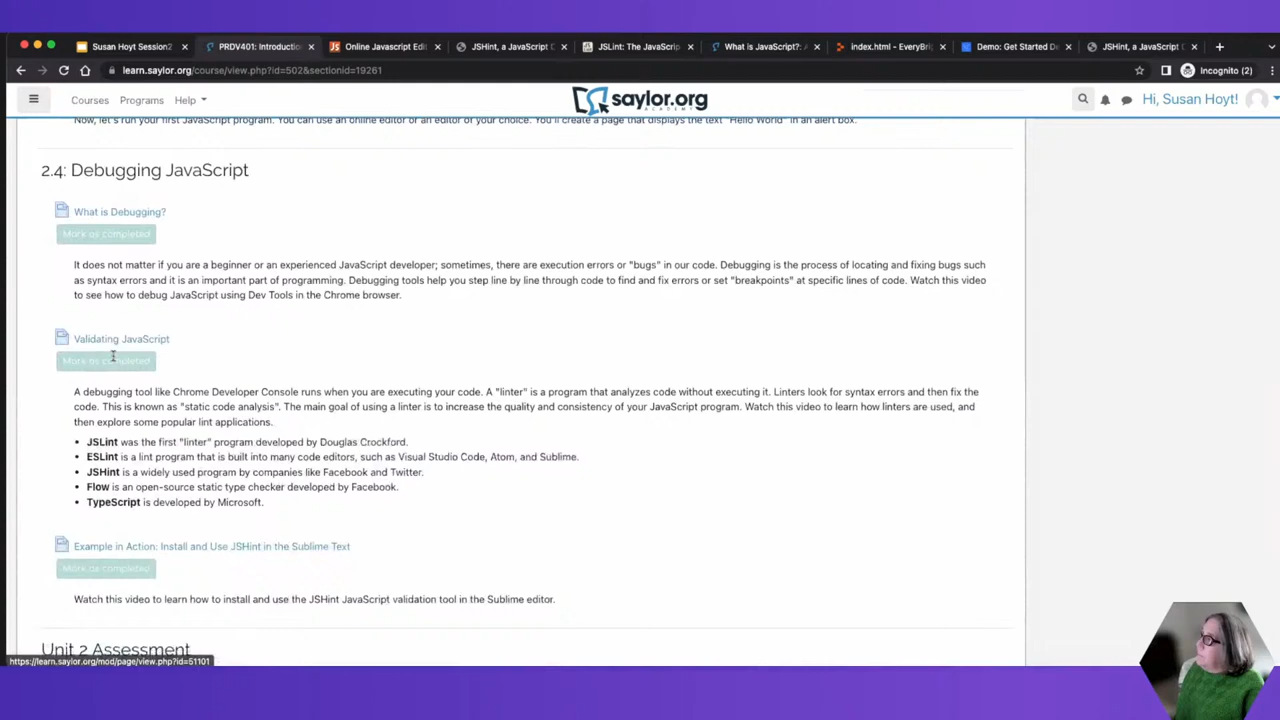 Susan Hoyt Session2
PRDV401: Introductio
Online Javascript Edi
JSHint, a JavaScript C
JSLint: The JavaScrip
What is JavaScript?: A
index.html - EveryBri
Demo: Get Started De
JSHint, a JavaScript C
learn.saylor.org/course/view.php?id=502&sectionid=19261
Incognito (2)
Courses
Programs
Help
saylor.org
ACADEMY
Hi, Susan Hoyt!
Now, let's run your first JavaScript program. You can use an online editor or an editor of your choice. You'll create a page that displays the text "Hello World" in an alert box.
2.4: Debugging JavaScript
What is Debugging?
Mark as completed
It does not matter if you are a beginner or an experienced JavaScript developer; sometimes, there are execution errors or "bugs" in our code. Debugging is the process of locating and fixing bugs such
as syntax errors and it is an important part of programming. Debugging tools help you step line by line through code to find and fix errors or set "breakpoints" at specific lines of code. Watch this video
to see how to debug JavaScript using Dev Tools in the Chrome browser.
Validating JavaScript
Mark as completed
A debugging tool like Chrome Developer Console runs when you are executing your code. A "linter" is a program that analyzes code without executing it. Linters look for syntax errors and then fix the
code. This is known as "static code analysis". The main goal of using a linter is to increase the quality and consistency of your JavaScript program. Watch this video to learn how linters are used, and
then explore some popular lint applications.
• JSLint was the first "linter" program developed by Douglas Crockford.
• ESLint is a lint program that is built into many code editors, such as Visual Studio Code, Atom, and Sublime.
• JSHint is a widely used program by companies like Facebook and Twitter.
• Flow is an open-source static type checker developed by Facebook.
• TypeScript is developed by Microsoft.
Example in Action: Install and Use JSHint in the Sublime Text
Mark as completed
Watch this video to learn how to install and use the JSHint JavaScript validation tool in the Sublime editor.
Unit 2 Assessment
https://learn.saylor.org/mod/page/view.php?id=51101